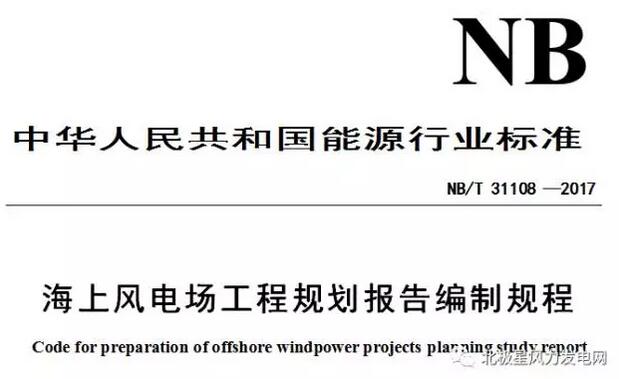 NB
中华人民共和国能源行业标准
NB/T 31108 —2017
海上风电场工程规划报告编制规程
Code for preparation of offshore windpower projects planning study report
北极星风力发电网